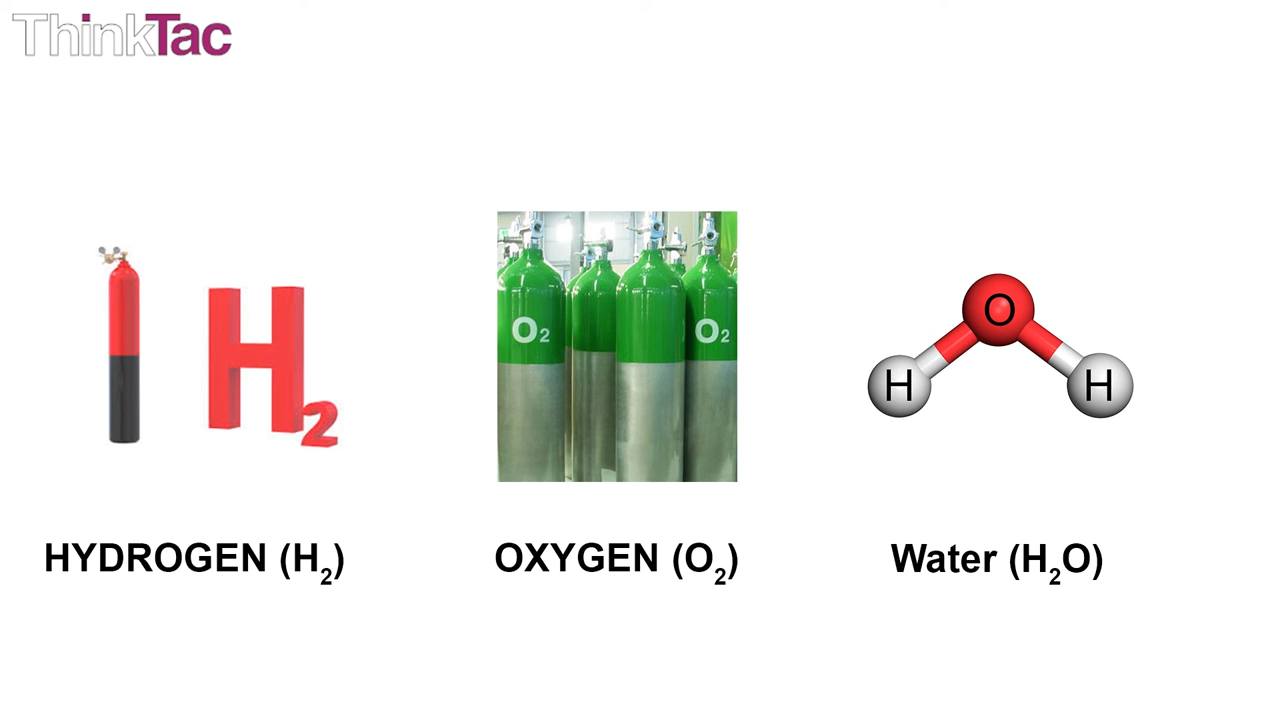 ThinkTac
H₂
O₂
O₂
O
H
H
HYDROGEN (H₂)
OXYGEN (O₂)
Water (H₂O)